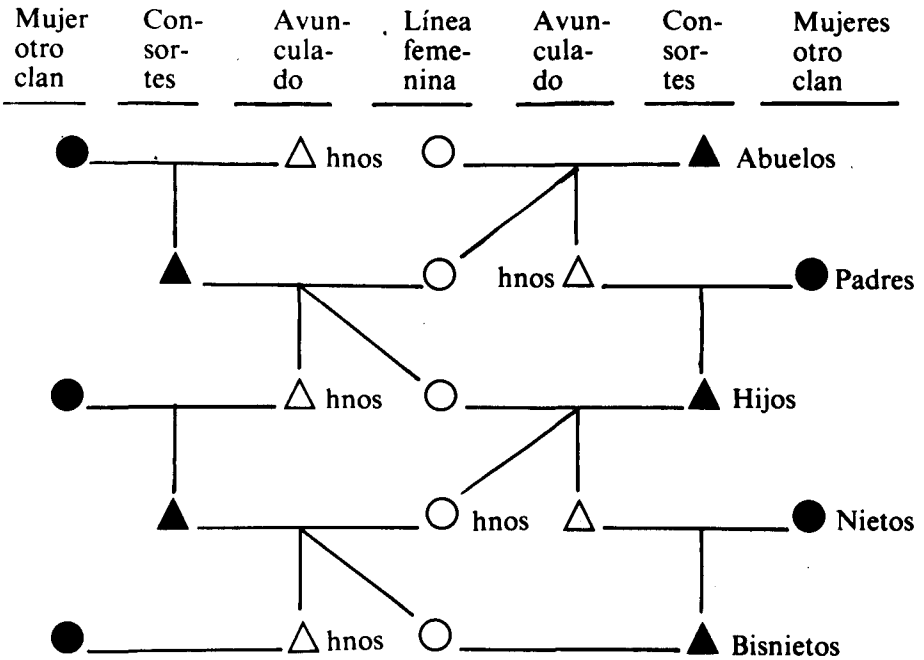 Mujer
otro
clan
Con-
sor-
tes
Avun-
cula-
do
Línea
feme-
nina
Avun-
cula-
do
Con-
sor-
tes
Mujeres
otro
clan
hnos Abuelos
hnos Padres
hnos Hijos
hnos Nietos
hnos Bisnietos